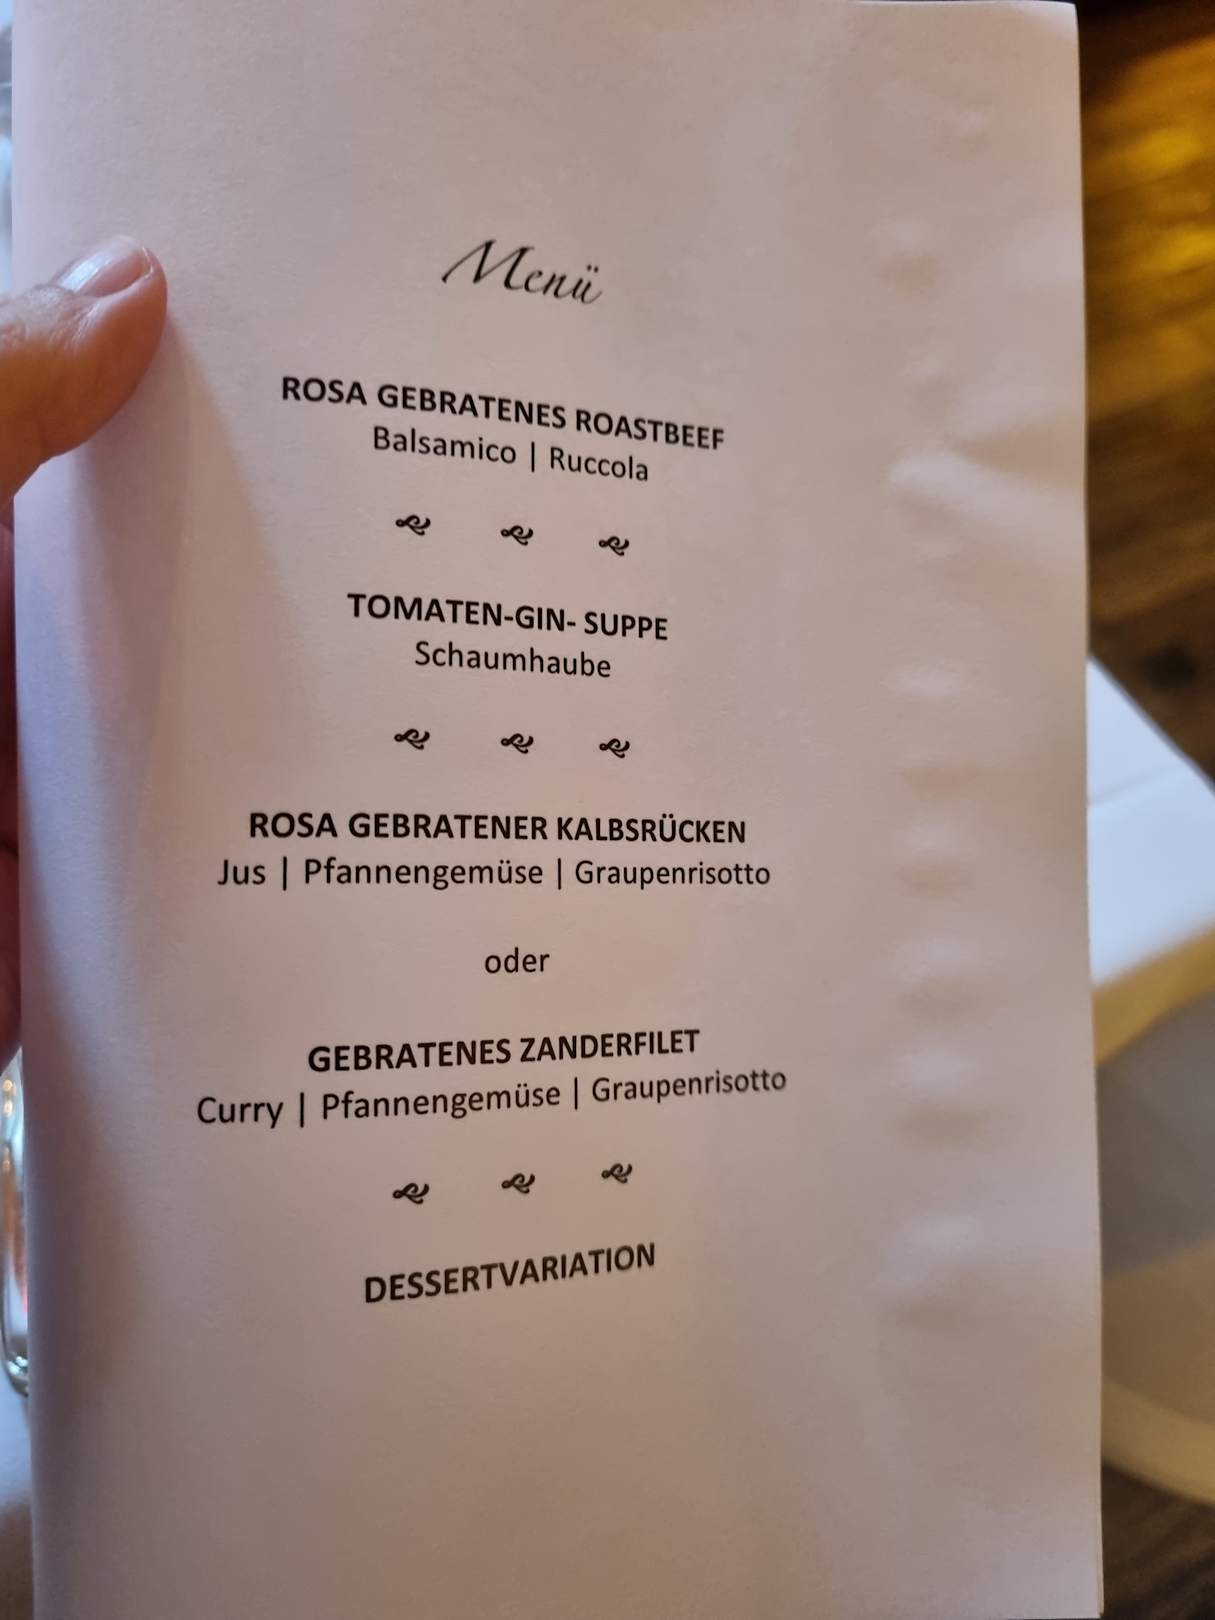 Menü
ROSA GEBRATENES ROASTBEEF
Balsamico | Ruccola
TOMATEN-GIN- SUPPE
Schaumhaube
ROSA GEBRATENER KALBSRÜCKEN
Jus | Pfannengemüse | Graupenrisotto
oder
GEBRATENES ZANDERFILET
Curry | Pfannengemüse | Graupenrisotto
DESSERTVARIATION